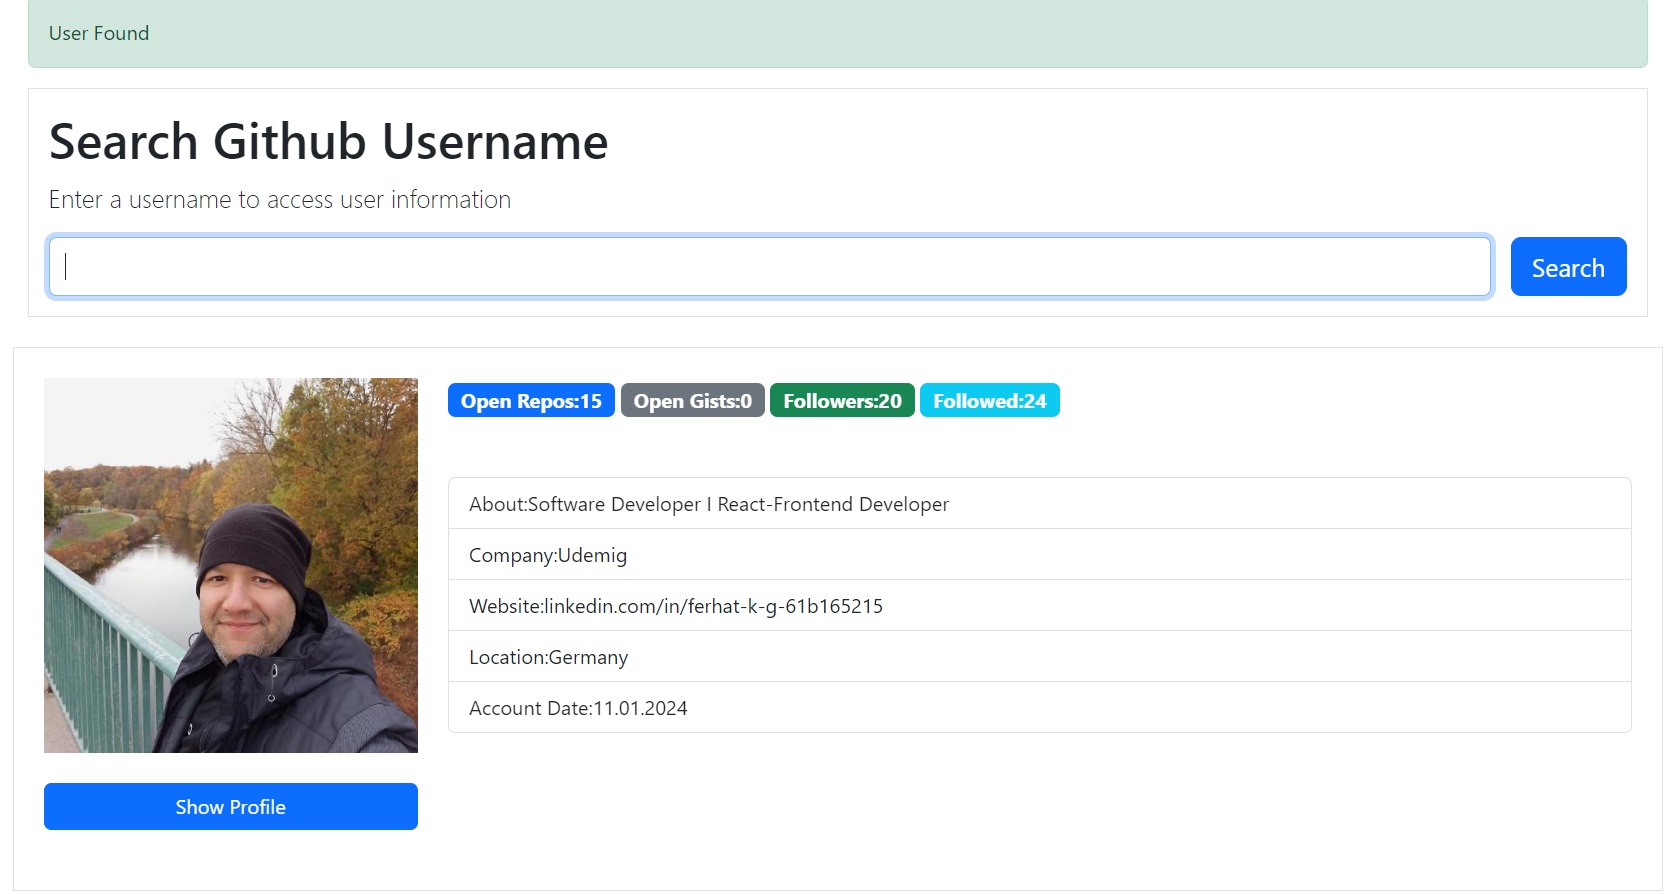 User Found
Search Github Username
Enter a username to access user information
Search
Open Repos:15 Open Gists:0 Followers:20 Followed:24
About:Software Developer I React-Frontend Developer
Company:Udemig
Website:linkedin.com/in/ferhat-k-g-61b165215
Location:Germany
Account Date:11.01.2024
Show Profile